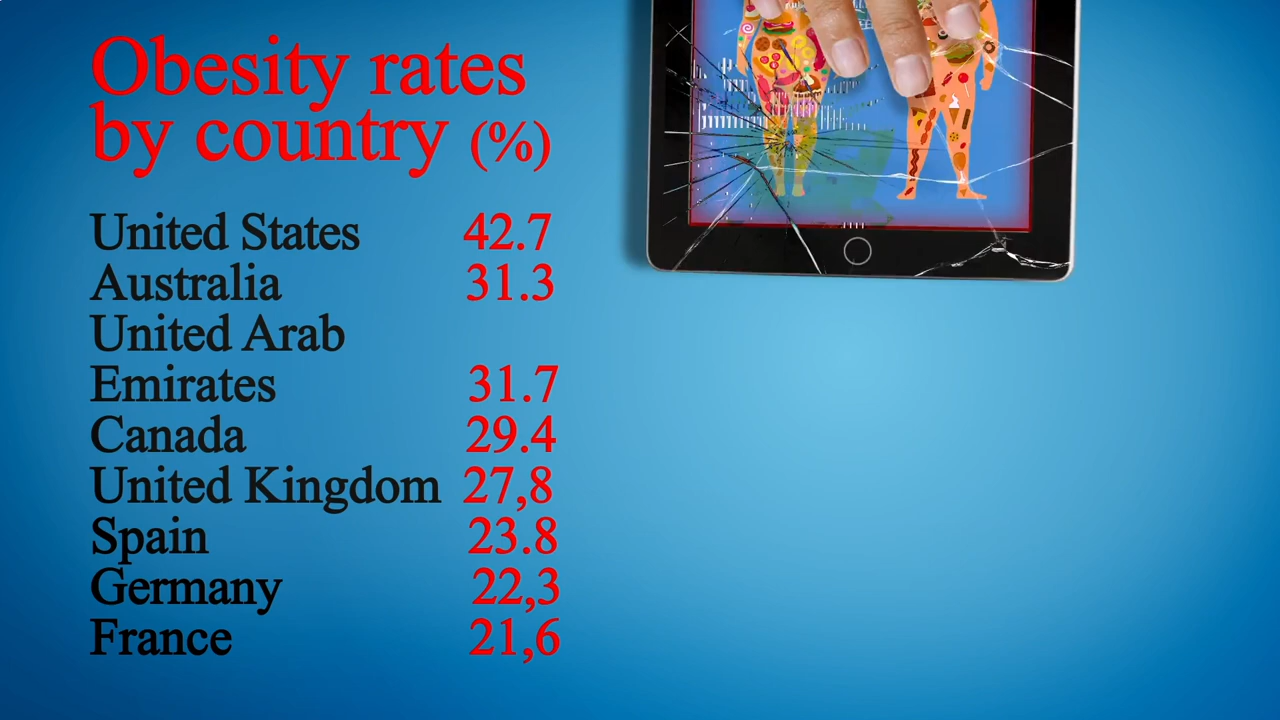 Obesity rates
by country (%)
United States 42.7
Australia 31.3
United Arab
Emirates 31.7
Canada 29.4
United Kingdom 27,8
Spain 23.8
Germany 22,3
France 21,6